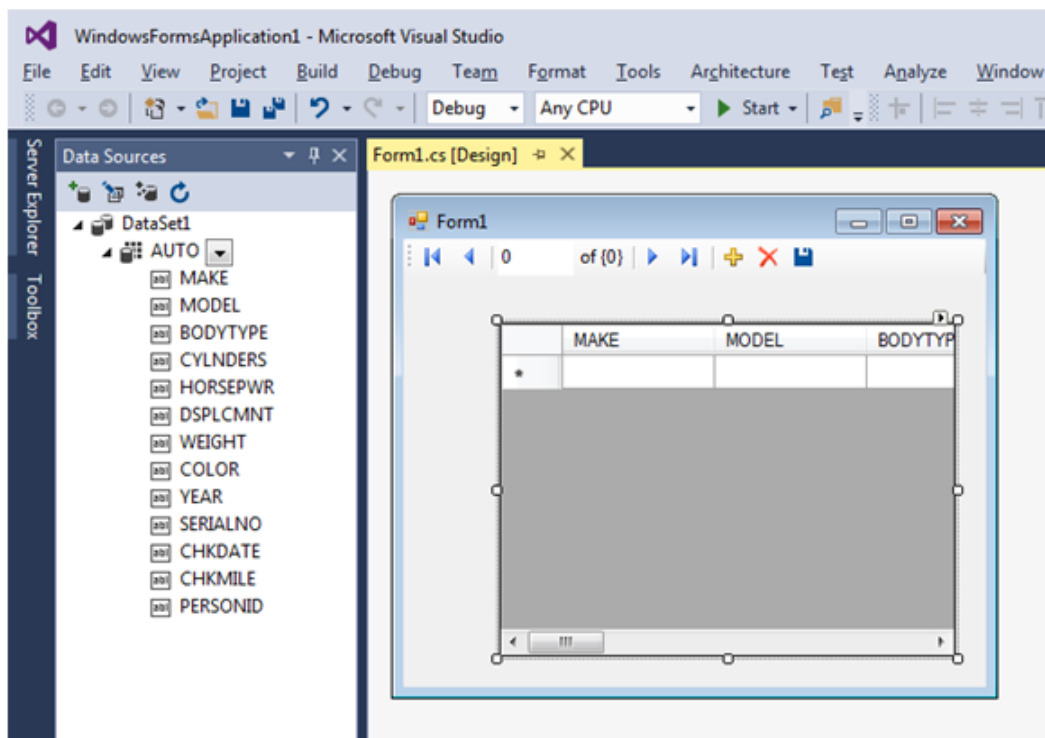 WindowsFormsApplication1 - Microsoft Visual Studio
File Edit View Project Build Debug Team Format Tools Architecture Test Analyze Window
Debug Any CPU Start
Server Explorer
Toolbox
Data Sources
Form1.cs [Design]
DataSet1
AUTO
MAKE
MODEL
BODYTYPE
CYLNDERS
HORSEPWR
DSPLCMNT
WEIGHT
COLOR
YEAR
SERIALNO
CHKDATE
CHKMILE
PERSONID
Form1
0 of {0}
MAKE MODEL BODYTYP
*